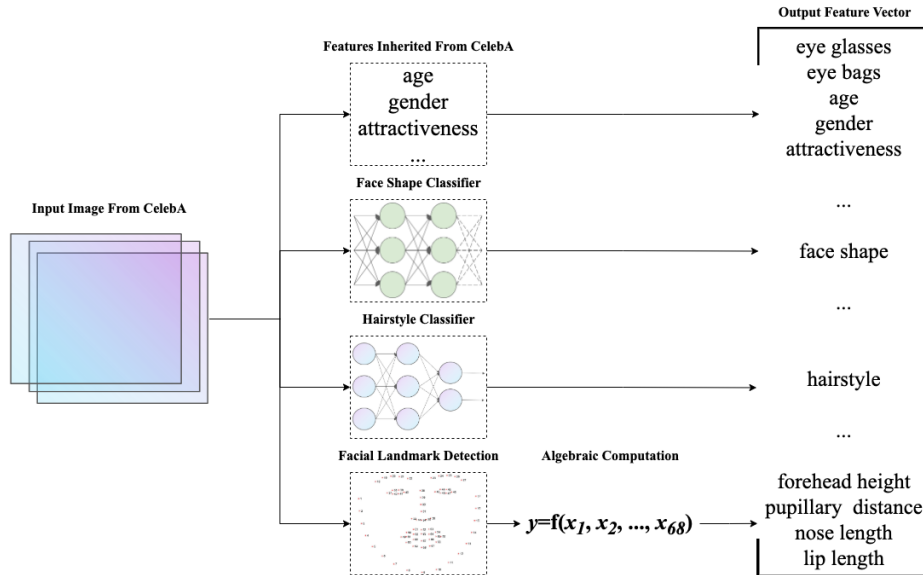 Output Feature Vector
Features Inherited From CelebA
age
gender
attractiveness
...
eye glasses
eye bags
age
gender
attractiveness
...
Face Shape Classifier
Input Image From CelebA
face shape
...
Hairstyle Classifier
hairstyle
...
Facial Landmark Detection
Algebraic Computation
y=f(x1, x2, ..., x68)
forehead height
pupillary distance
nose length
lip length